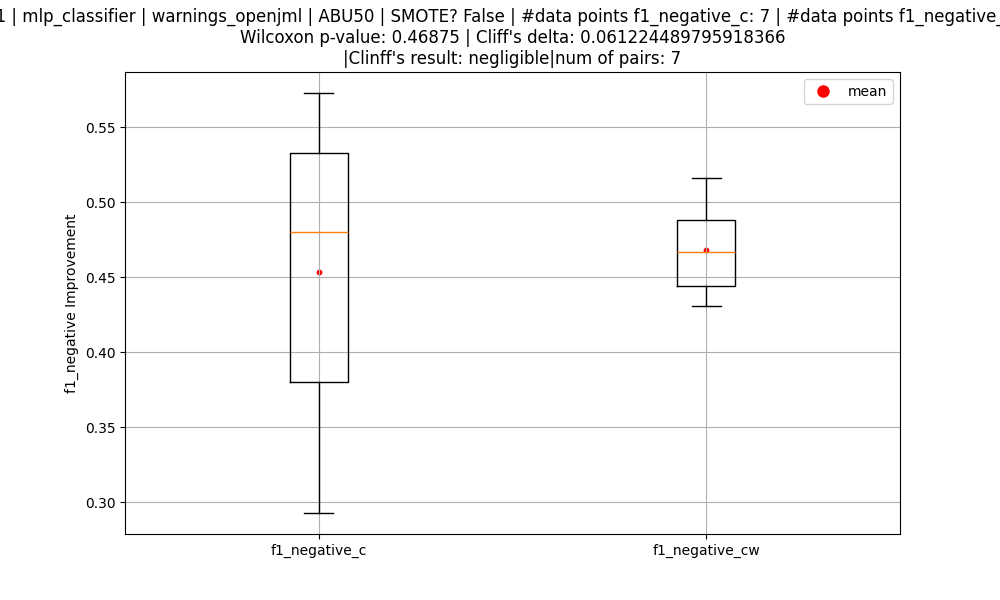 1 | mlp_classifier | warnings_openjml | ABU50 | SMOTE? False | #data points f1_negative_c: 7 | #data points f1_negative_
Wilcoxon p-value: 0.46875 | Cliff's delta: 0.061224489795918366
|Clinff's result: negligible|num of pairs: 7
mean
0.55
0.50
0.45
0.40
0.35
0.30
f1_negative Improvement
f1_negative_c
f1_negative_cw